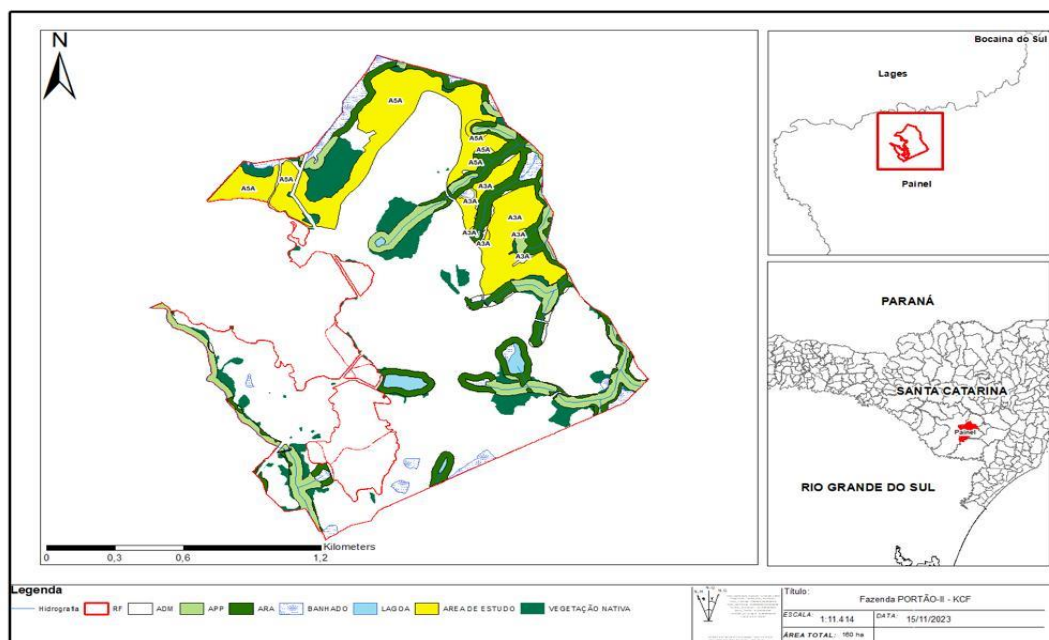 N
A5A
A5A
A5A
A5A
A5A
A5A
A3A
A3A
A3A
A3A
A3A
A3A
A3A
Kilometers
0 0,3 0,6 1,2
Bocaina do Sul
Lages
Painel
PARANÁ
SANTA CATARINA
Painel
RIO GRANDE DO SUL
Legenda
Hidrografia RF ADM APP ARA BANHADO LAGOA AREA DE ESTUDO VEGETAÇÃO NATIVA
Título: Fazenda PORTÃO-II - KCF
ESCALA: 1:11.414 DATA: 15/11/2023
ÁREA TOTAL: 160 ha